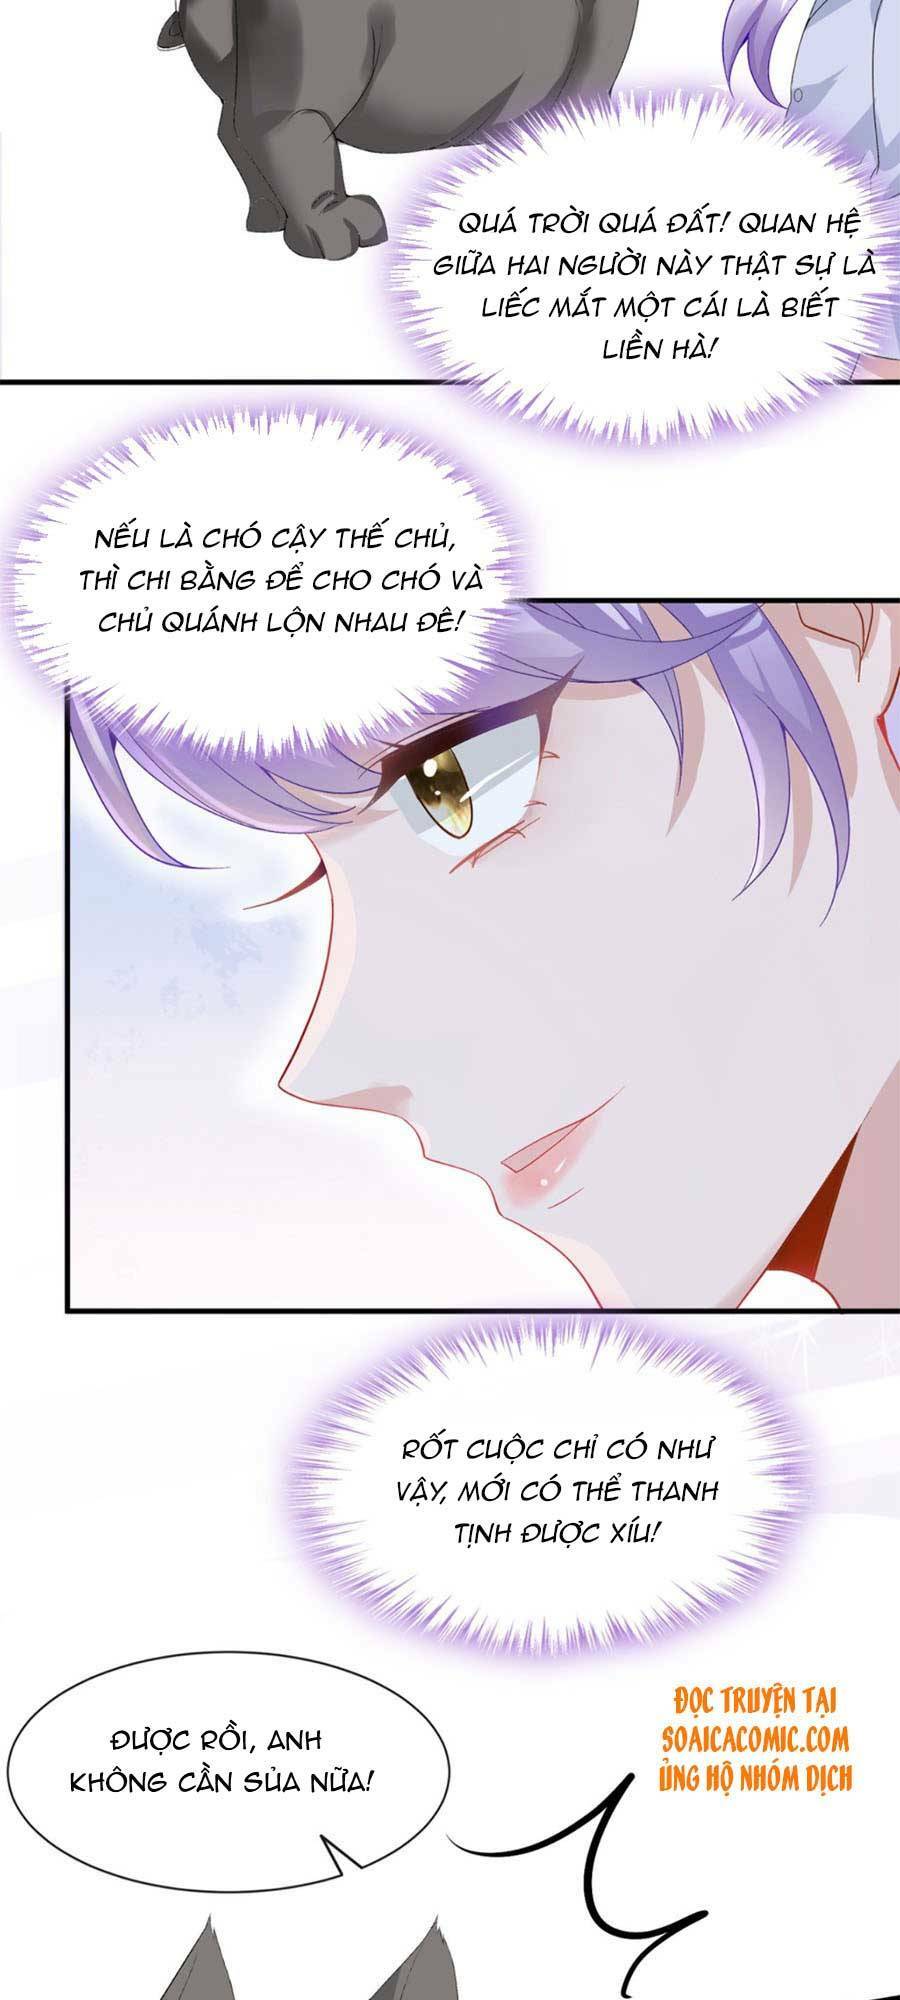 QUÁ TRỜI QUÁ ĐẤT! QUAN HỆ
GIỮA HAI NGƯỜI NÀY THẬT SỰ LÀ
LIẾC MẮT MỘT CÁI LÀ BIẾT
LIỀN HÀ!
NẾU LÀ CHÓ CẬY THẾ CHỦ,
THÌ CHI BẰNG ĐỂ CHO CHÓ VÀ
CHỦ QUÁNH LỘN NHAU ĐÊ!
RỐT CUỘC CHỈ CÓ NHƯ
VẬY, MỚI CÓ THỂ THANH
TỊNH ĐƯỢC XÍU!
ĐỌC TRUYỆN TẠI
SOAICACOMIC.COM
ỦNG HỘ NHÓM DỊCH
ĐƯỢC RỒI, ANH
KHÔNG CẦN SỦA NỮA!